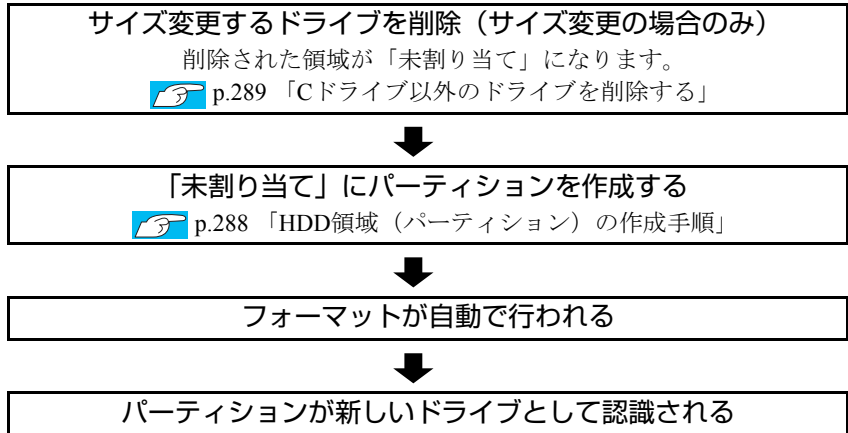 サイズ変更するドライブを削除（サイズ変更の場合のみ）
削除された領域が「未割り当て」になります。
p.289 「Cドライブ以外のドライブを削除する」
「未割り当て」にパーティションを作成する
p.288 「HDD領域（パーティション）の作成手順」
フォーマットが自動で行われる
パーティションが新しいドライブとして認識される